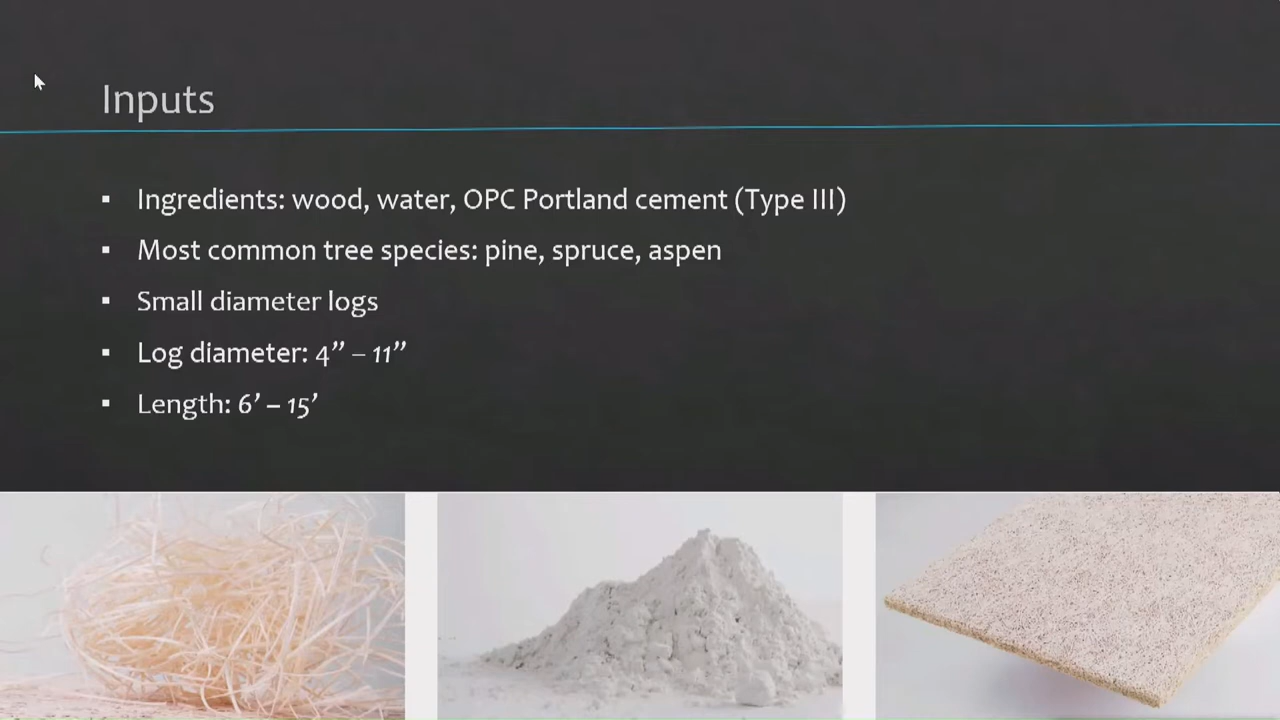 Inputs
▪ Ingredients: wood, water, OPC Portland cement (Type III)
▪ Most common tree species: pine, spruce, aspen
▪ Small diameter logs
▪ Log diameter: 4” – 11”
▪ Length: 6’ – 15’